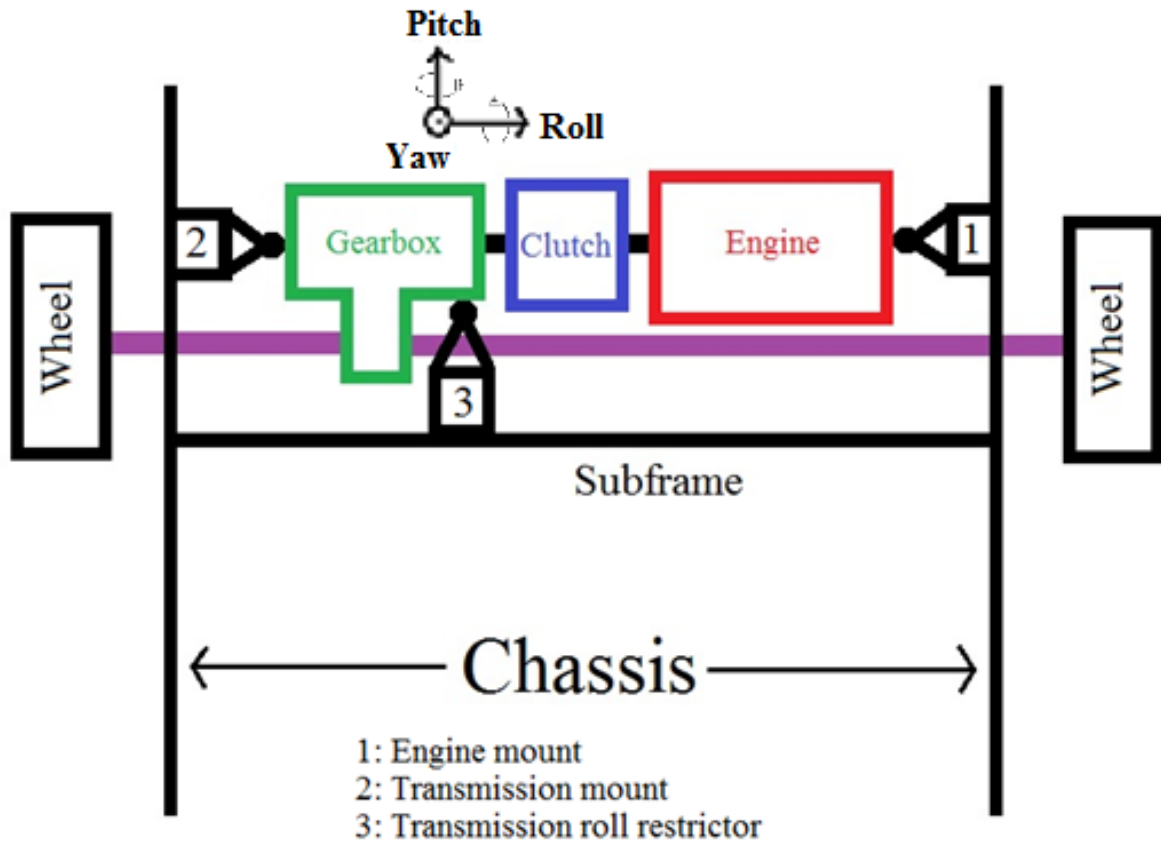 Pitch
Roll
Yaw
2
Gearbox
Clutch
Engine
1
Wheel
Wheel
3
Subframe
Chassis
1: Engine mount
2: Transmission mount
3: Transmission roll restrictor